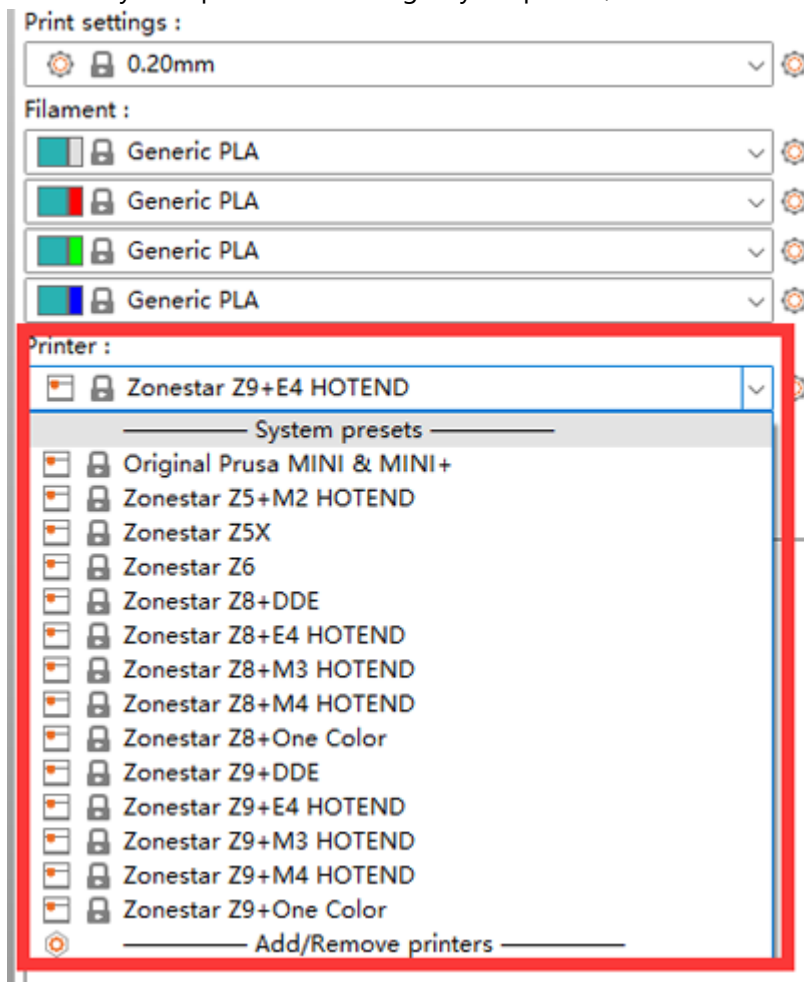 Print settings :
0.20mm
Filament :
Generic PLA
Generic PLA
Generic PLA
Generic PLA
Printer :
Zonestar Z9+E4 HOTEND
System presets
Original Prusa MINI & MINI+
Zonestar Z5+M2 HOTEND
Zonestar Z5X
Zonestar Z6
Zonestar Z8+DDE
Zonestar Z8+E4 HOTEND
Zonestar Z8+M3 HOTEND
Zonestar Z8+M4 HOTEND
Zonestar Z8+One Color
Zonestar Z9+DDE
Zonestar Z9+E4 HOTEND
Zonestar Z9+M3 HOTEND
Zonestar Z9+M4 HOTEND
Zonestar Z9+One Color
Add/Remove printers